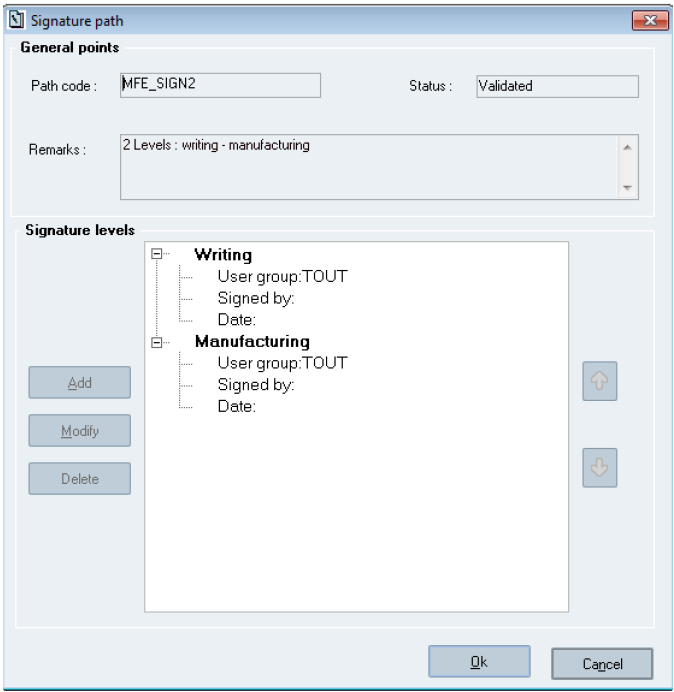 Signature path
General points
Path code :
MFE_SIGN2
Status :
Validated
Remarks :
2 Levels : writing - manufacturing
Signature levels
Writing
User group:TOUT
Signed by:
Date:
Manufacturing
User group:TOUT
Signed by:
Date:
Add
Modify
Delete
Ok
Cancel